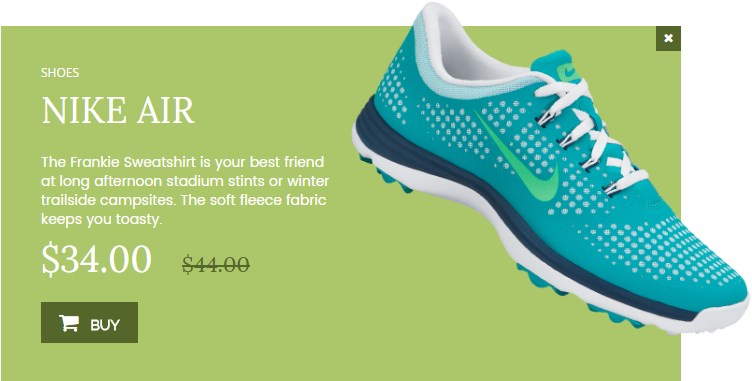 SHOES
NIKE AIR
The Frankie Sweatshirt is your best friend
at long afternoon stadium stints or winter
trailside campsites. The soft fleece fabric
keeps you toasty.
$34.00 $44.00
BUY